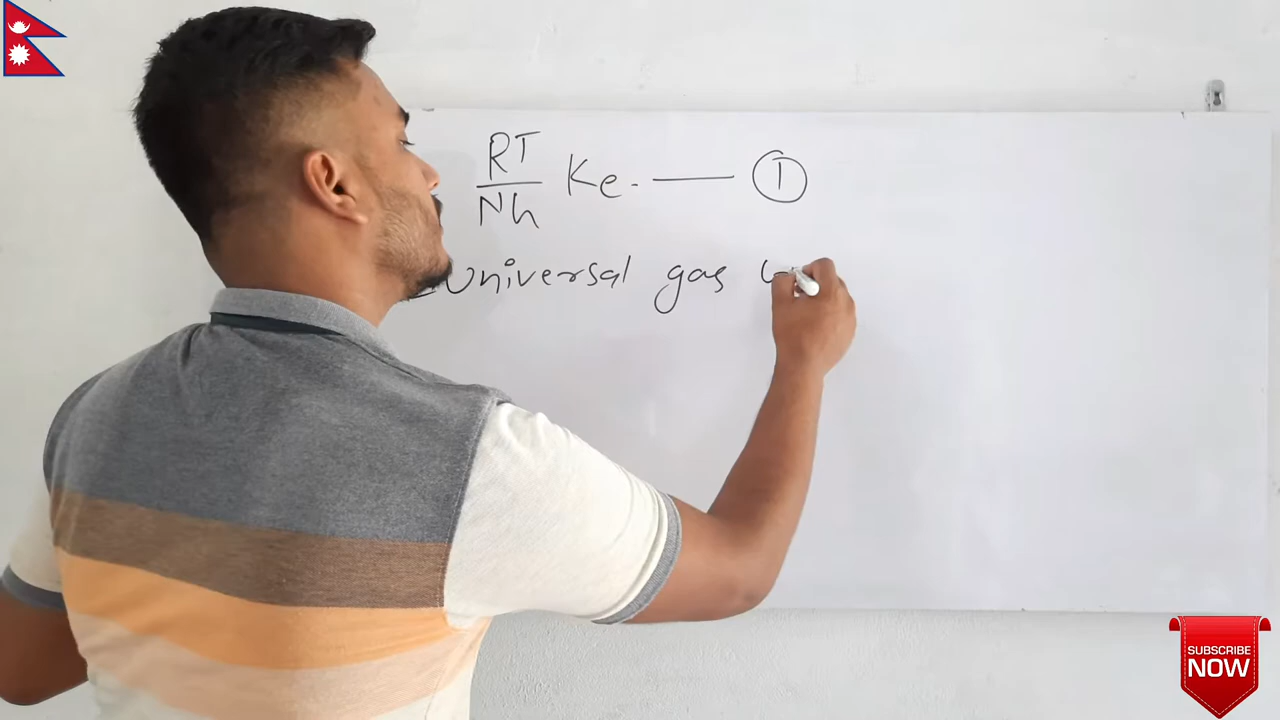 RT
Nh
Ke. — ①
Universal gas
SUBSCRIBE
NOW